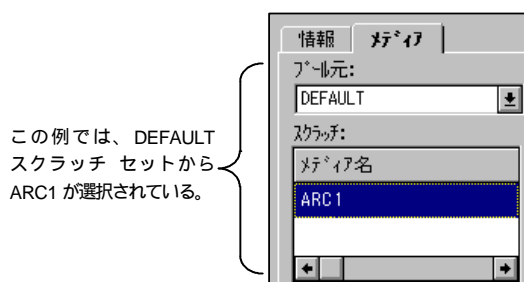 この例では、DEFAULT
スクラッチ セットから
ARC1 が選択されている。
情報 ﾒﾃﾞｨｱ
ﾌﾟｰﾙ元:
DEFAULT
ｽｸﾗｯﾁ:
ﾒﾃﾞｨｱ名
ARC1